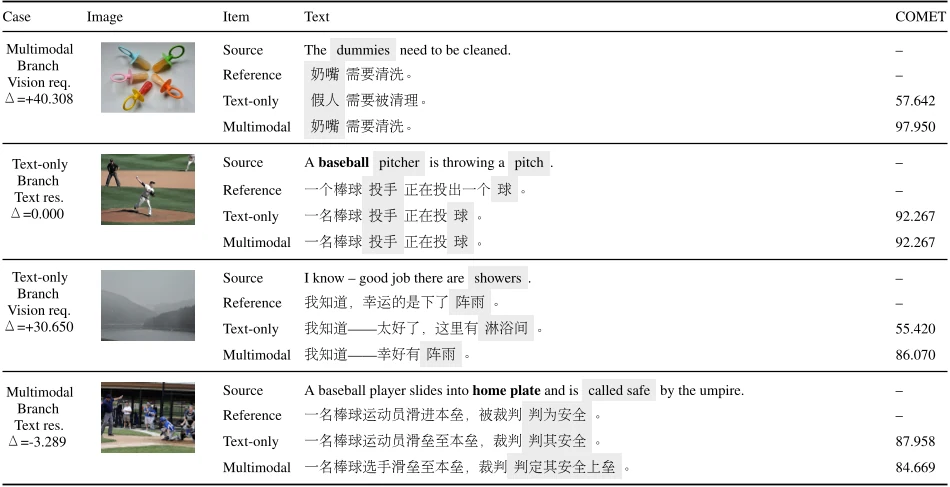 Case Image Item Text COMET
Multimodal Branch Vision req. Δ=+40.308
Source The dummies need to be cleaned. –
Reference 奶嘴 需要清洗。 –
Text-only 假人 需要被清理。 57.642
Multimodal 奶嘴 需要清洗。 97.950
Text-only Branch Text res. Δ=0.000
Source A baseball pitcher is throwing a pitch . –
Reference 一个棒球 投手 正在投出一个 球 。 –
Text-only 一名棒球 投手 正在投 球 。 92.267
Multimodal 一名棒球 投手 正在投 球 。 92.267
Text-only Branch Vision req. Δ=+30.650
Source I know – good job there are showers . –
Reference 我知道，幸运的是下了 阵雨 。 –
Text-only 我知道——太好了，这里有 淋浴间 。 55.420
Multimodal 我知道——幸好有 阵雨 。 86.070
Multimodal Branch Text res. Δ=-3.289
Source A baseball player slides into home plate and is called safe by the umpire. –
Reference 一名棒球运动员滑进本垒，被裁判 判为安全 。 –
Text-only 一名棒球运动员滑垒至本垒，裁判 判其安全 。 87.958
Multimodal 一名棒球选手滑垒至本垒，裁判 判定其安全上垒 。 84.669